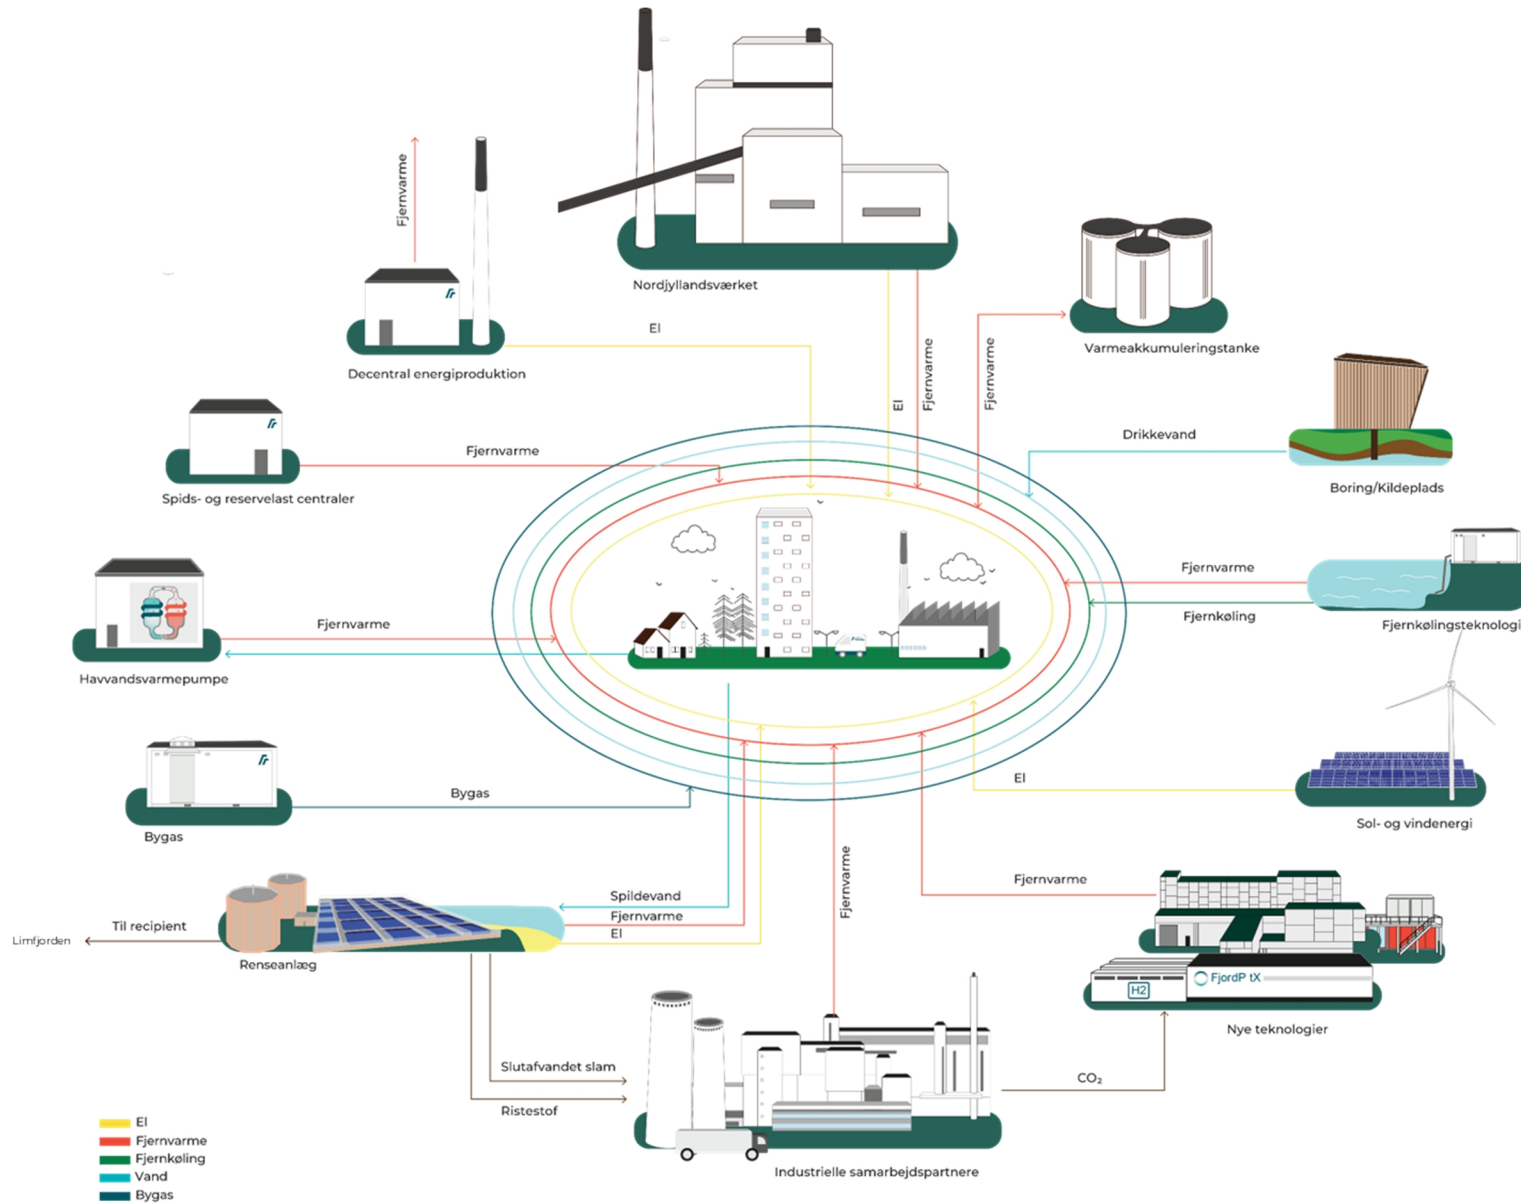 Nordjyllandsværket
Fjernvarme
Decentral energiproduktion
El
El
Fjernvarme
Fjernvarme
Varmeakkumuleringstanke
Spids- og reservelast centraler
Fjernvarme
Drikkevand
Boring/Kildeplads
Havvandsvarmepumpe
Fjernvarme
Fjernvarme
Fjernkøling
Fjernkølingsteknologi
Bygas
Bygas
El
Sol- og vindenergi
Limfjorden
Til recipient
Renseanlæg
Spildevand
Fjernvarme
El
Fjernvarme
Fjernvarme
H2
FjordP tX
Nye teknologier
Slutafvandet slam
Ristestof
CO₂
Industrielle samarbejdspartnere
El
Fjernvarme
Fjernkøling
Vand
Bygas